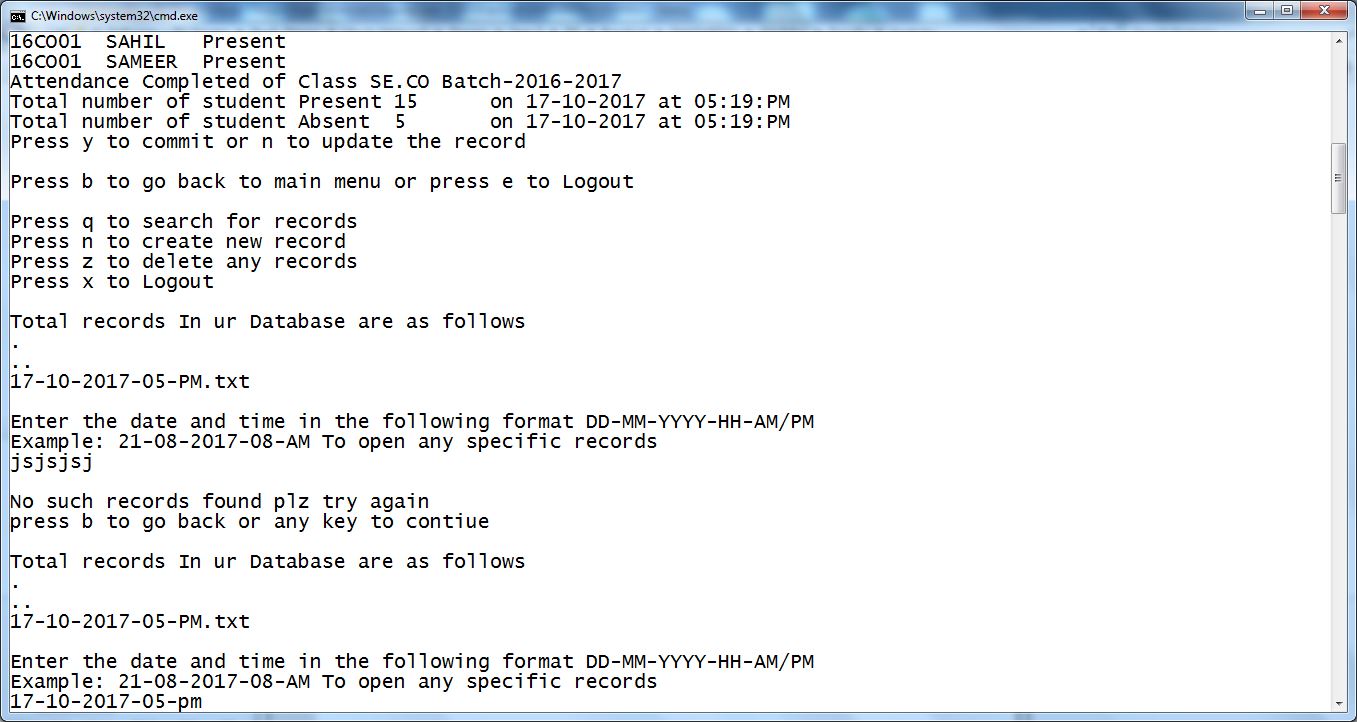 C:\Windows\system32\cmd.exe
16CO01  SAHIL   Present
16CO01  SAMEER  Present
Attendance Completed of Class SE.CO Batch-2016-2017
Total number of student Present 15      on 17-10-2017 at 05:19:PM
Total number of student Absent  5       on 17-10-2017 at 05:19:PM
Press y to commit or n to update the record
Press b to go back to main menu or press e to Logout
Press q to search for records
Press n to create new record
Press z to delete any records
Press x to Logout
Total records In ur Database are as follows
.
..
17-10-2017-05-PM.txt
Enter the date and time in the following format DD-MM-YYYY-HH-AM/PM
Example: 21-08-2017-08-AM To open any specific records
jsjsjsj
No such records found plz try again
press b to go back or any key to contiue
Total records In ur Database are as follows
.
..
17-10-2017-05-PM.txt
Enter the date and time in the following format DD-MM-YYYY-HH-AM/PM
Example: 21-08-2017-08-AM To open any specific records
17-10-2017-05-pm